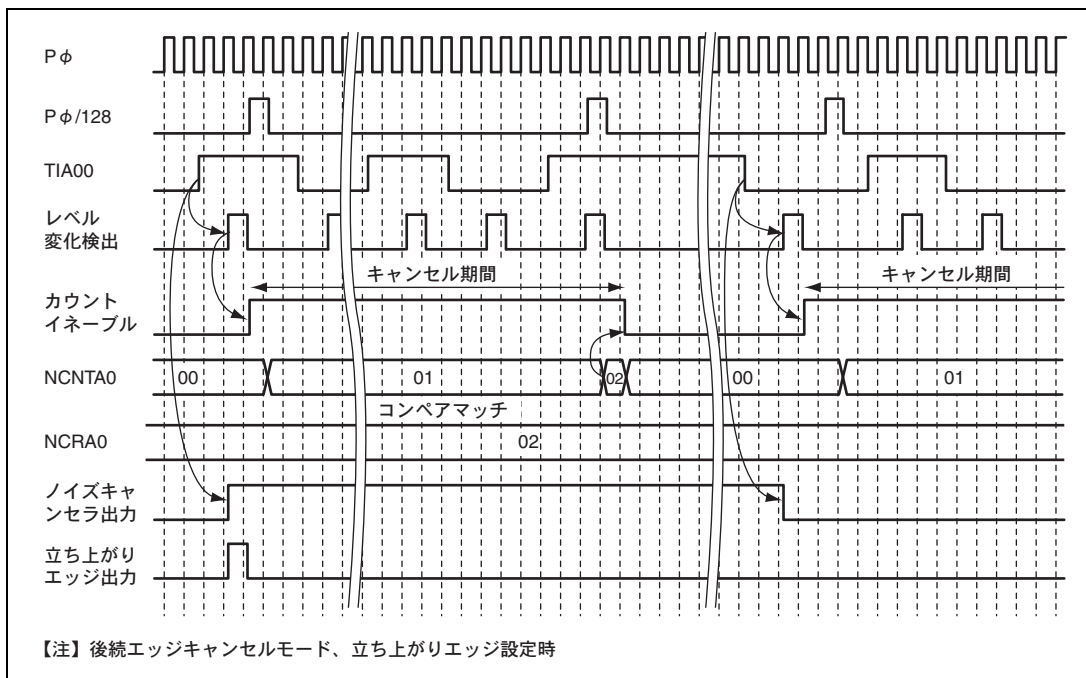 Pφ
Pφ/128
TIA00
レベル
変化検出
キャンセル期間 キャンセル期間
カウント
イネーブル
NCNTA0 00 01 02 00 01
コンペアマッチ
NCRA0 02
ノイズキャ
ンセラ出力
立ち上がり
エッジ出力
【注】後続エッジキャンセルモード、立ち上がりエッジ設定時